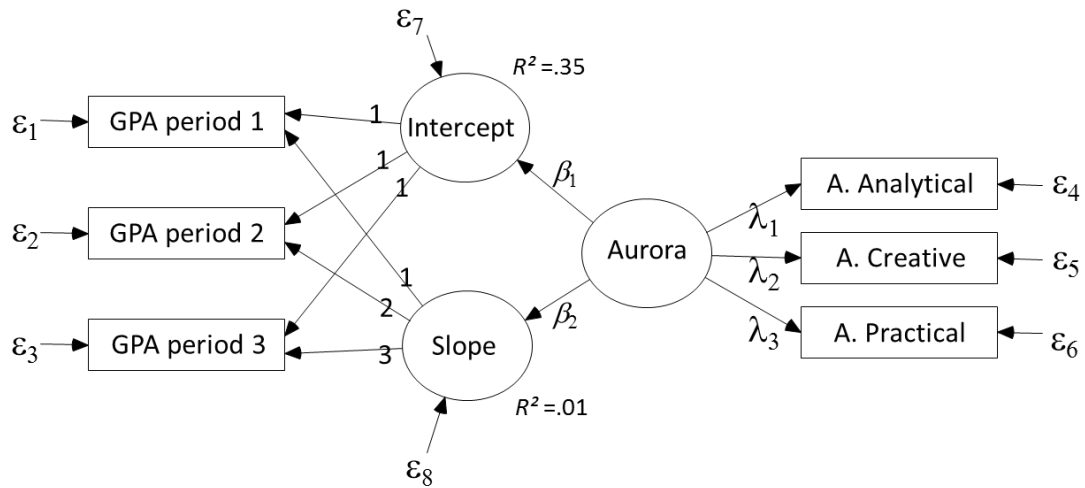 ε7
R² =.35
ε1
GPA period 1
1
Intercept
1
1
β1
A. Analytical
ε4
λ1
ε2
GPA period 2
Aurora
A. Creative
ε5
λ2
1
2
β2
ε3
GPA period 3
3
Slope
λ3
A. Practical
ε6
R² =.01
ε8